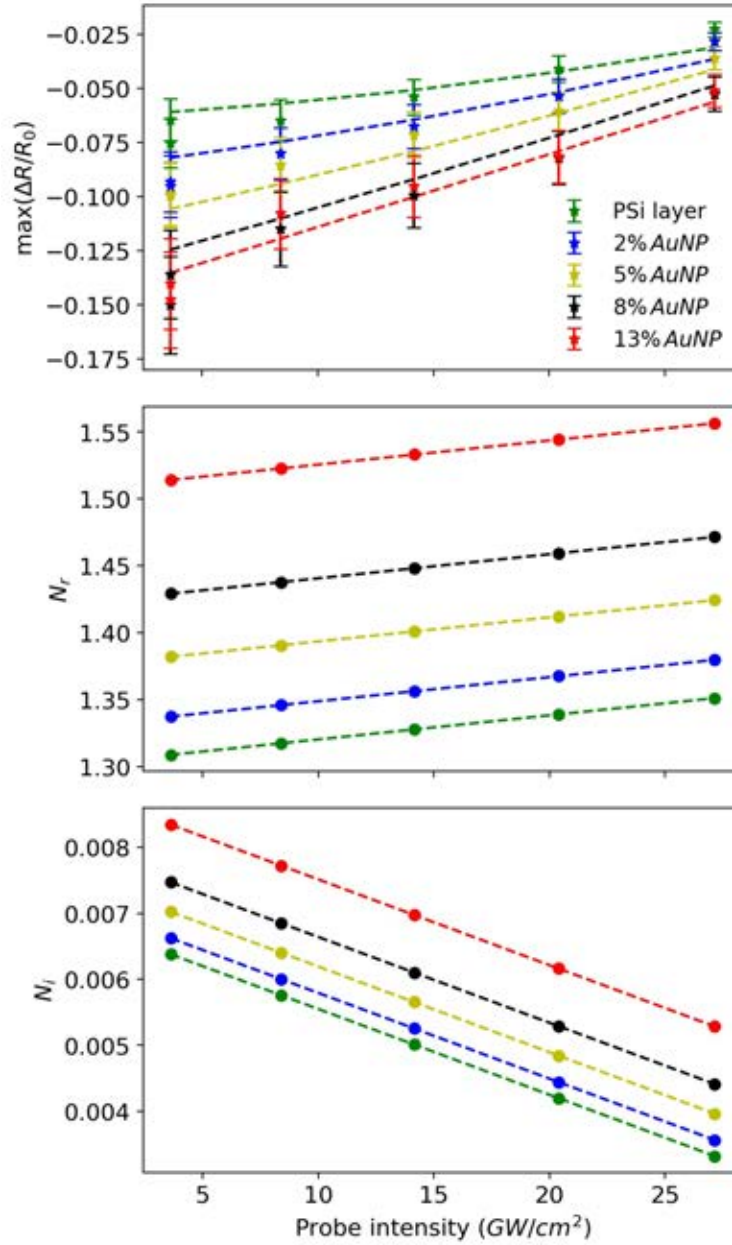 −0.025
−0.050
−0.075
−0.100
−0.125
−0.150
−0.175
max(ΔR/R₀)
PSi layer
2% AuNP
5% AuNP
8% AuNP
13% AuNP
1.55
1.50
1.45
1.40
1.35
1.30
Nᵣ
0.008
0.007
0.006
0.005
0.004
Nᵢ
5 10 15 20 25
Probe intensity (GW/cm²)